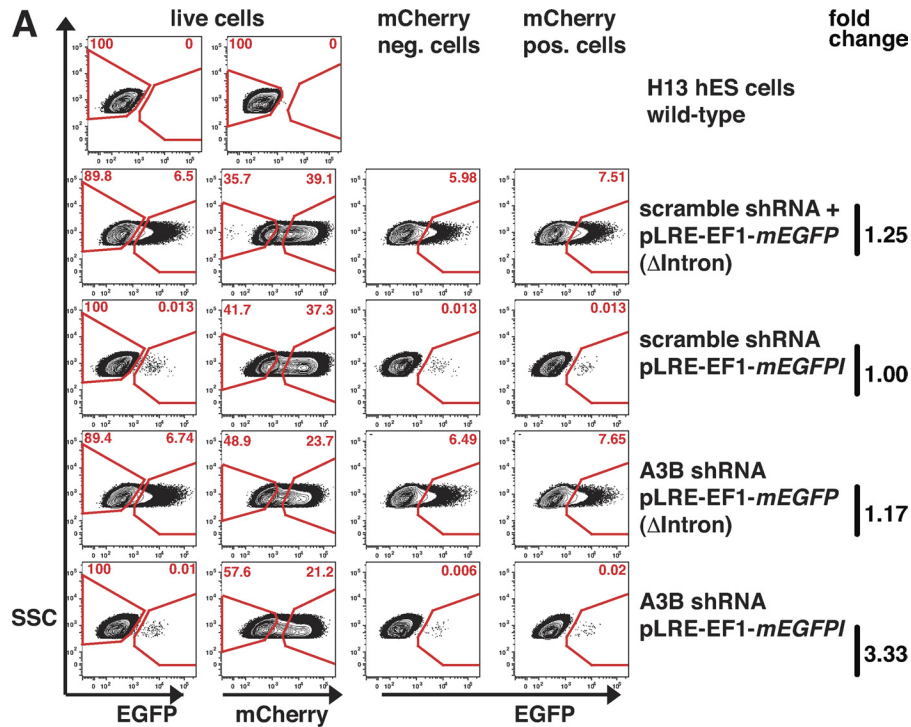 A
live cells
mCherry
neg. cells
mCherry
pos. cells
fold
change
100 0
100 0
H13 hES cells
wild-type
89.8 6.5
35.7 39.1
5.98
7.51
scramble shRNA +
pLRE-EF1-mEGFP
(ΔIntron)
1.25
100 0.013
41.7 37.3
0.013
0.013
scramble shRNA
pLRE-EF1-mEGFPI
1.00
89.4 6.74
48.9 23.7
6.49
7.65
A3B shRNA
pLRE-EF1-mEGFP
(ΔIntron)
1.17
100 0.01
57.6 21.2
0.006
0.02
A3B shRNA
pLRE-EF1-mEGFPI
3.33
SSC
EGFP
mCherry
EGFP